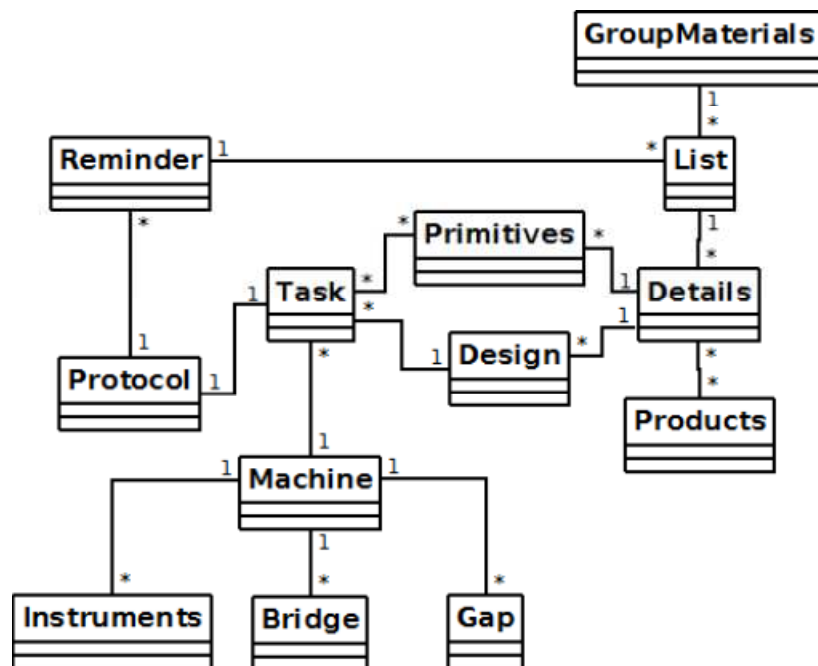 GroupMaterials
1
*
Reminder
1
*
List
*
1
*
*
Primitives
*
1
Task
*
*
1
Details
1
1
Design
*
1
*
*
Protocol
1
1
*
Products
1
1
Machine
1
1
*
*
*
Instruments
Bridge
Gap